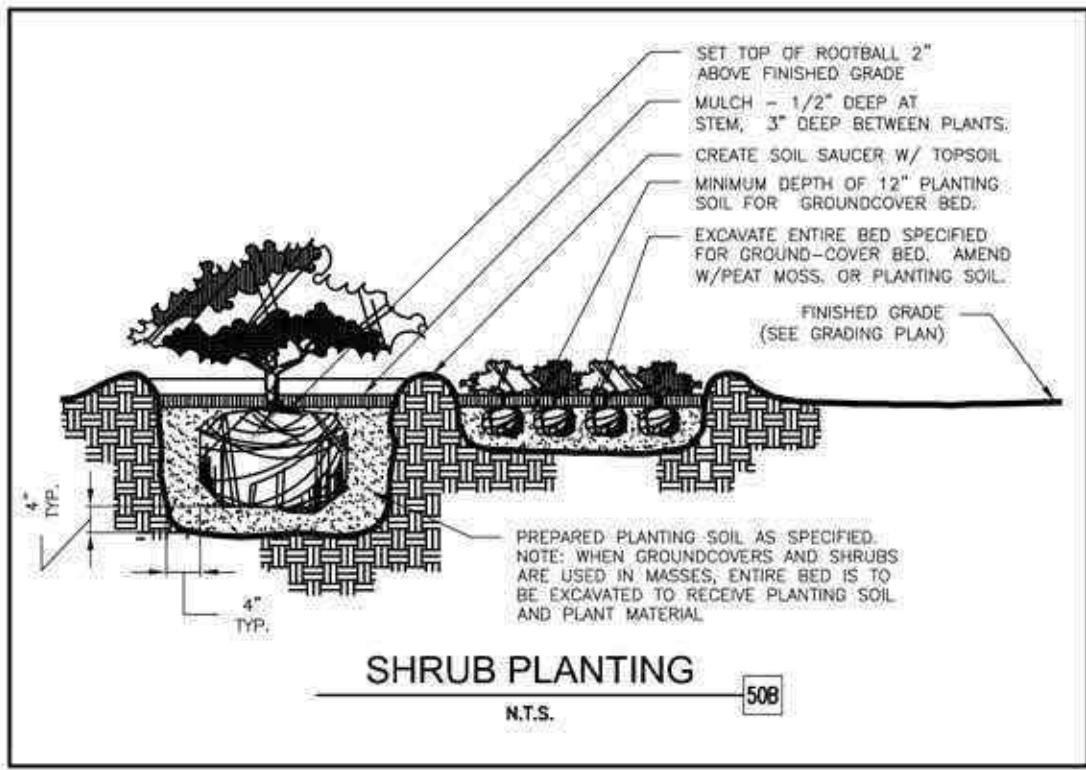 SET TOP OF ROOTBALL 2"
ABOVE FINISHED GRADE
MULCH - 1/2" DEEP AT
STEM, 3" DEEP BETWEEN PLANTS.
CREATE SOIL SAUCER W/ TOPSOIL
MINIMUM DEPTH OF 12" PLANTING
SOIL FOR GROUNDCOVER BED.
EXCAVATE ENTIRE BED SPECIFIED
FOR GROUND-COVER BED. AMEND
W/PEAT MOSS. OR PLANTING SOIL.
FINISHED GRADE
(SEE GRADING PLAN)
4"
TYP.
4"
TYP.
PREPARED PLANTING SOIL AS SPECIFIED.
NOTE: WHEN GROUNDCOVERS AND SHRUBS
ARE USED IN MASSES, ENTIRE BED IS TO
BE EXCAVATED TO RECEIVE PLANTING SOIL
AND PLANT MATERIAL
SHRUB PLANTING
50B
N.T.S.